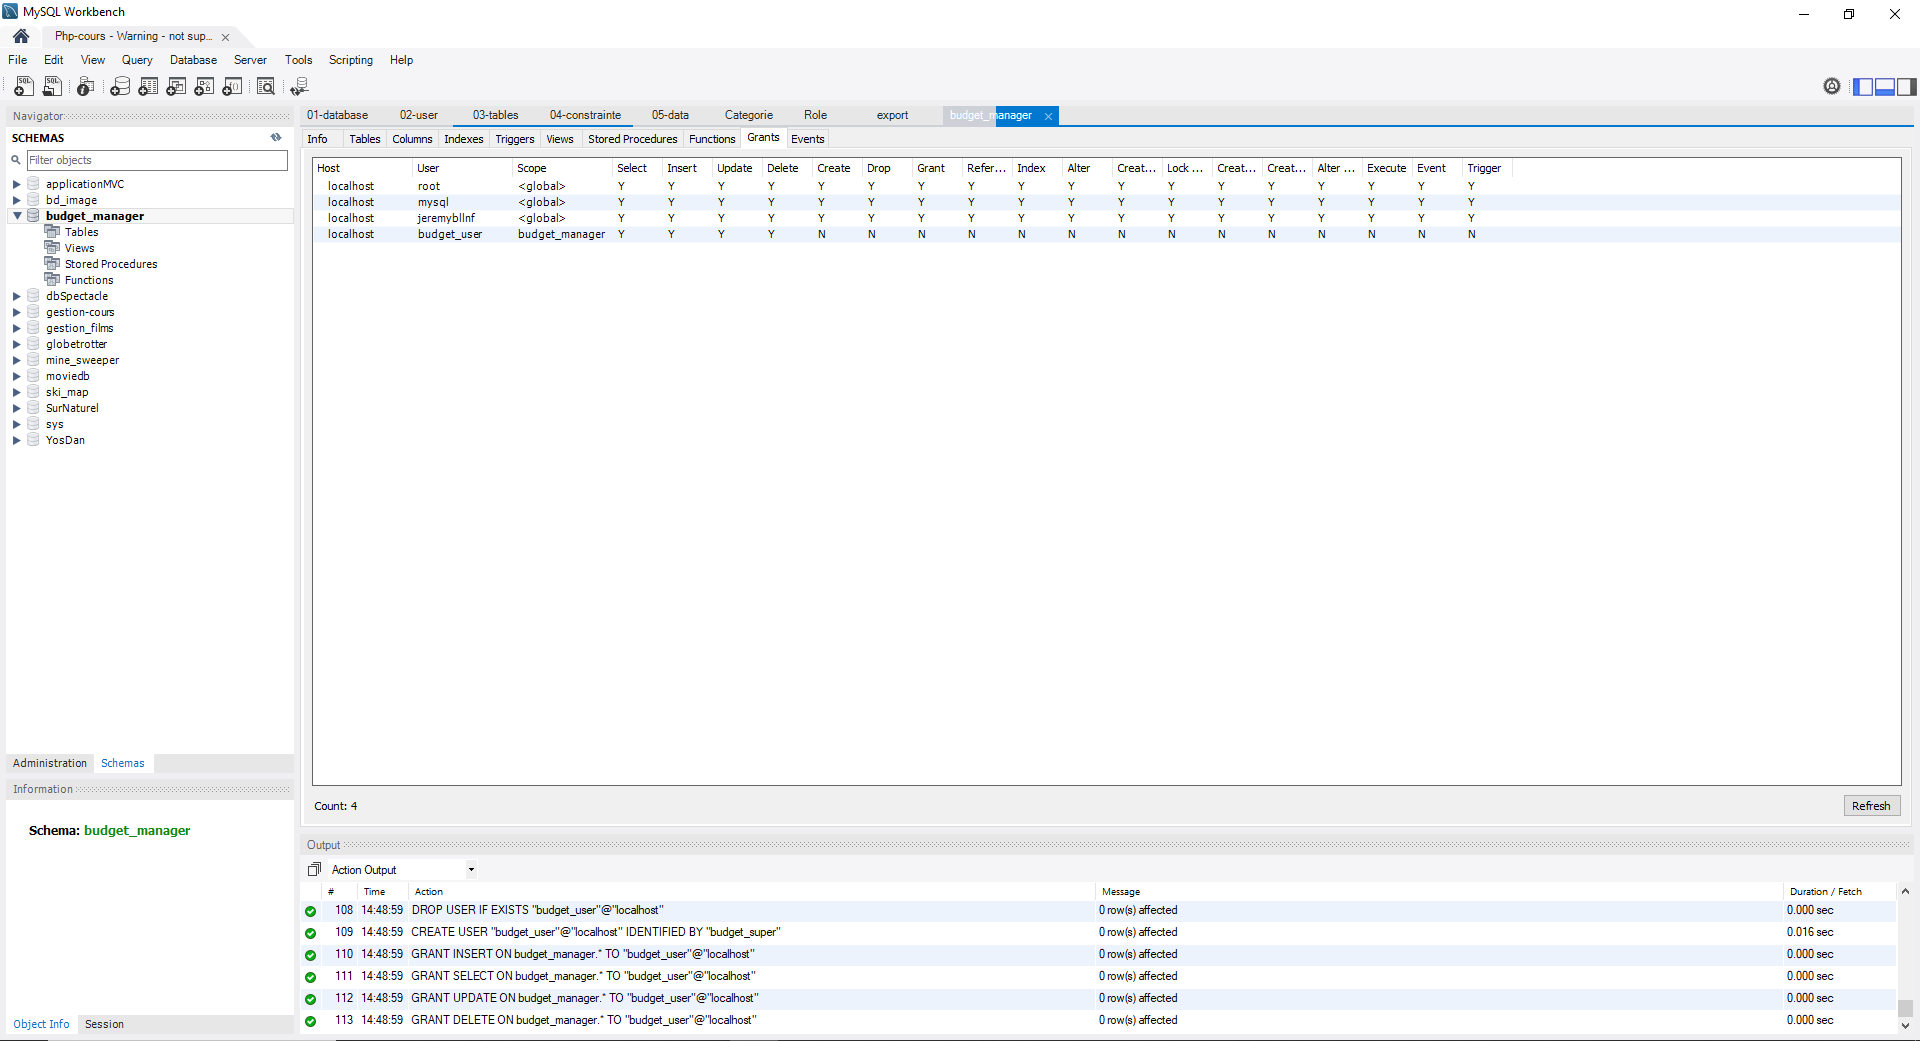 MySQL Workbench
Php-cours - Warning - not sup...
File Edit View Query Database Server Tools Scripting Help
Navigator
SCHEMAS
Filter objects
applicationMVC
bd_image
budget_manager
Tables
Views
Stored Procedures
Functions
dbSpectacle
gestion-cours
gestion_films
globetrotter
mine_sweeper
moviedb
ski_map
SurNaturel
sys
YosDan
Administration Schemas
Information
Schema: budget_manager
Object Info Session
01-database 02-user 03-tables 04-constrainte 05-data Categorie Role export budget_manager
Info Tables Columns Indexes Triggers Views Stored Procedures Functions Grants Events
Host User Scope Select Insert Update Delete Create Drop Grant Refer... Index Alter Creat... Lock ... Creat... Creat... Alter ... Execute Event Trigger
localhost root <global> Y Y Y Y Y Y Y Y Y Y Y Y Y Y Y Y Y Y
localhost mysql <global> Y Y Y Y Y Y Y Y Y Y Y Y Y Y Y Y Y Y
localhost jeremybllnf <global> Y Y Y Y Y Y Y Y Y Y Y Y Y Y Y Y Y Y
localhost budget_user budget_manager Y Y Y Y N N N N N N N N N N N N N N
Count: 4
Refresh
Output
Action Output
# Time Action Message Duration / Fetch
108 14:48:59 DROP USER IF EXISTS "budget_user"@"localhost" 0 row(s) affected 0.000 sec
109 14:48:59 CREATE USER "budget_user"@"localhost" IDENTIFIED BY "budget_super" 0 row(s) affected 0.016 sec
110 14:48:59 GRANT INSERT ON budget_manager.* TO "budget_user"@"localhost" 0 row(s) affected 0.000 sec
111 14:48:59 GRANT SELECT ON budget_manager.* TO "budget_user"@"localhost" 0 row(s) affected 0.000 sec
112 14:48:59 GRANT UPDATE ON budget_manager.* TO "budget_user"@"localhost" 0 row(s) affected 0.000 sec
113 14:48:59 GRANT DELETE ON budget_manager.* TO "budget_user"@"localhost" 0 row(s) affected 0.000 sec